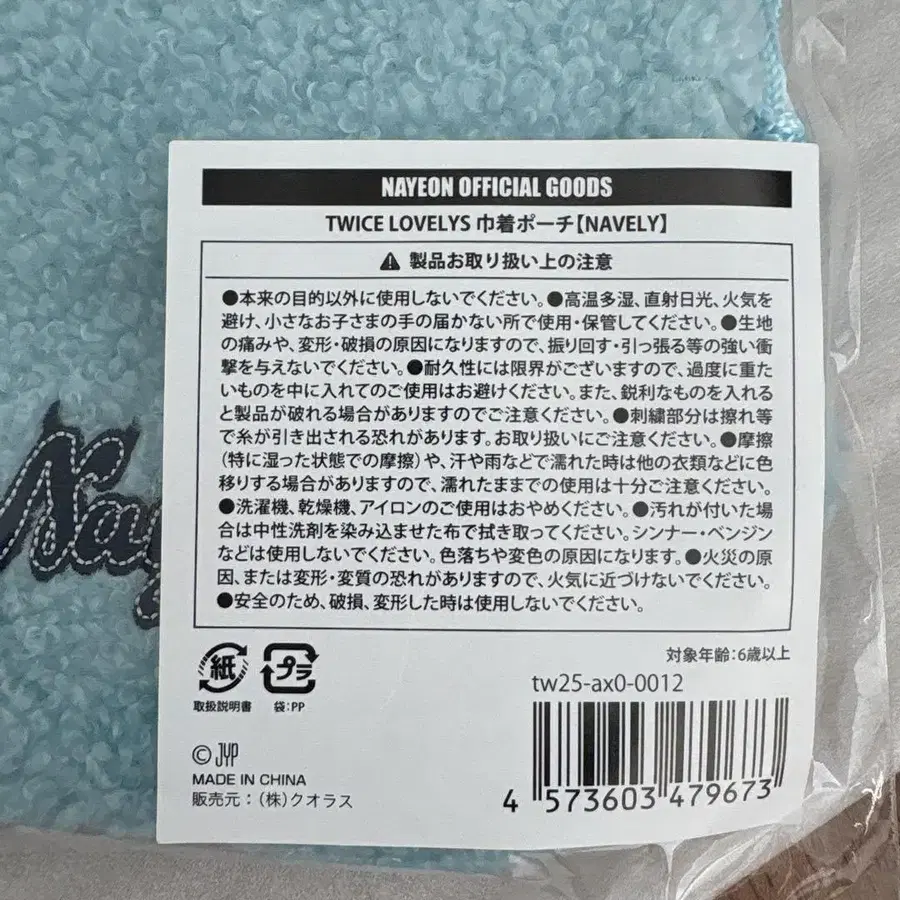 NAYEON OFFICIAL GOODS
TWICE LOVELYS 巾着ポーチ【NAVELY】
製品お取り扱い上の注意
●本来の目的以外に使用しないでください。●高温多湿、直射日光、火気を
避け、小さなお子さまの手の届かない所で使用・保管してください。●生地
の痛みや、変形・破損の原因になりますので、振り回す・引っ張る等の強い衝
撃を与えないでください。●耐久性には限界がございますので、過度に重た
いものを中に入れてのご使用はお避けください。また、鋭利なものを入れる
と製品が破れる場合がありますのでご注意ください。●刺繍部分は擦れ等
で糸が引き出される恐れがあります。お取り扱いにご注意ください。●摩擦
(特に湿った状態での摩擦)や、汗や雨などで濡れた時は他の衣類などに色
移りする場合がありますので、濡れたままでの使用は十分ご注意ください。
●洗濯機、乾燥機、アイロンのご使用はおやめください。●汚れが付いた場
合は中性洗剤を染み込ませた布で拭き取ってください。シンナー・ベンジン
などは使用しないでください。色落ちや変色の原因になります。●火災の原
因、または変形・変質の恐れがありますので、火気に近づけないでください。
●安全のため、破損、変形した時は使用しないでください。
対象年齢:6歳以上
紙 プラ
取扱説明書 袋:PP
tw25-ax0-0012
© JYP
MADE IN CHINA
販売元:(株)クオラス
4 573603 479673
Nay